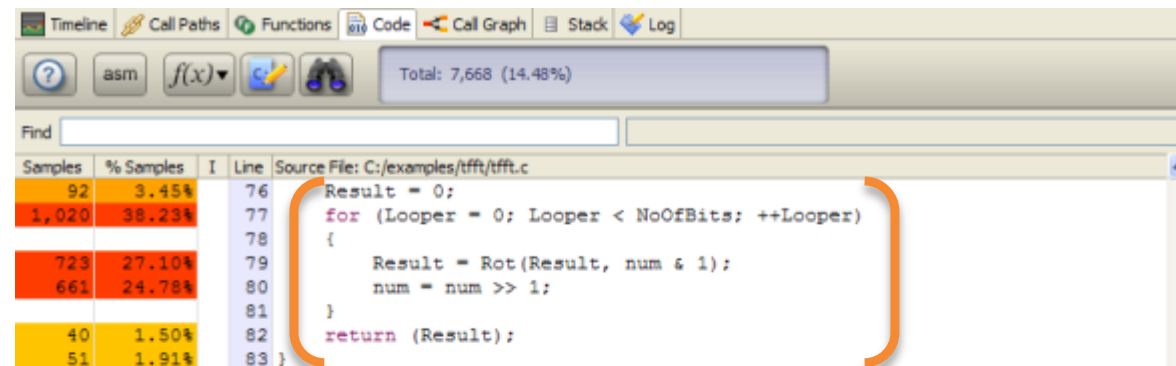 Timeline Call Paths Functions Code Call Graph Stack Log
? asm f(x) C Total: 7,668 (14.48%)
Find
Samples % Samples I Line Source File: C:/examples/tfft/tfft.c
92 3.45% 76 Result = 0;
1,020 38.23% 77 for (Looper = 0; Looper < NoOfBits; ++Looper)
78 {
723 27.10% 79 Result = Rot(Result, num & 1);
661 24.78% 80 num = num >> 1;
81 }
40 1.50% 82 return (Result);
51 1.91% 83 }